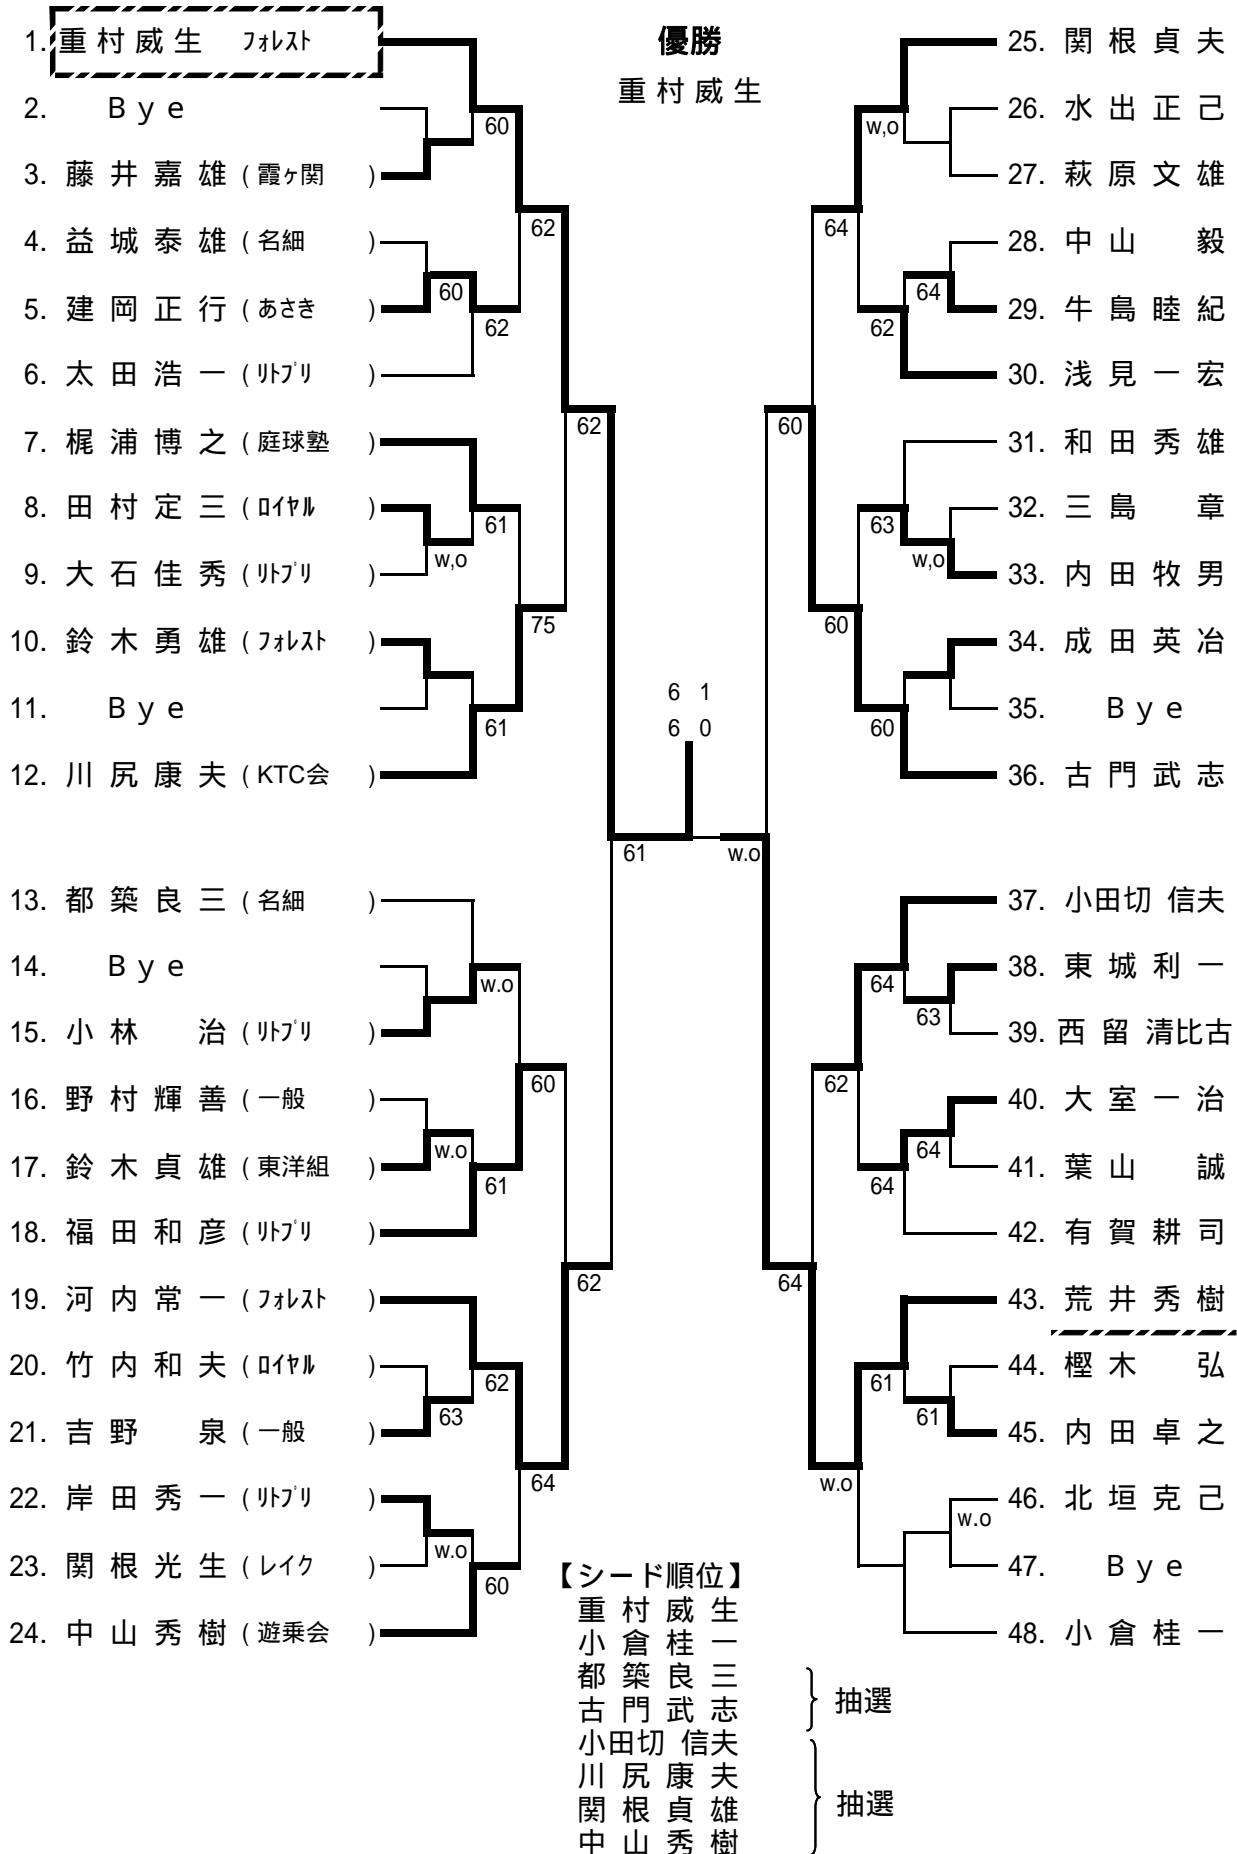 優勝
重村威生
1. 重村威生 フォレスト
2. Bye
60
3. 藤井嘉雄 (霞ヶ関)
62
4. 益城泰雄 (名細)
60
5. 建岡正行 (あさき)
62
6. 太田浩一 (リトプリ)
62
7. 梶浦博之 (庭球塾)
8. 田村定三 (ロイヤル)
61
w,o
9. 大石佳秀 (リトプリ)
75
10. 鈴木勇雄 (フォレスト)
11. Bye
61
12. 川尻康夫 (KTC会)
6 1
6 0
61
w.o
13. 都築良三 (名細)
14. Bye
w.o
15. 小林 治 (リトプリ)
60
16. 野村輝善 (一般)
w.o
17. 鈴木貞雄 (東洋組)
61
18. 福田和彦 (リトプリ)
62
19. 河内常一 (フォレスト)
20. 竹内和夫 (ロイヤル)
62
63
21. 吉野 泉 (一般)
64
22. 岸田秀一 (リトプリ)
w.o
23. 関根光生 (レイク)
60
24. 中山秀樹 (遊乗会)
25. 関根貞夫
26. 水出正己
w,o
27. 萩原文雄
64
28. 中山 毅
64
29. 牛島睦紀
62
30. 浅見一宏
60
31. 和田秀雄
32. 三島 章
63
w,o
33. 内田牧男
60
34. 成田英冶
35. Bye
60
36. 古門武志
37. 小田切 信夫
38. 東城利一
64
63
39. 西留 清比古
62
40. 大室一治
64
41. 葉山 誠
64
42. 有賀耕司
64
43. 荒井秀樹
44. 樫木 弘
61
61
45. 内田卓之
w.o
46. 北垣克己
w.o
47. Bye
48. 小倉桂一
【シード順位】
重村威生
小倉桂一
都築良三
古門武志
抽選
小田切 信夫
川尻康夫
関根貞雄
中山秀樹
抽選